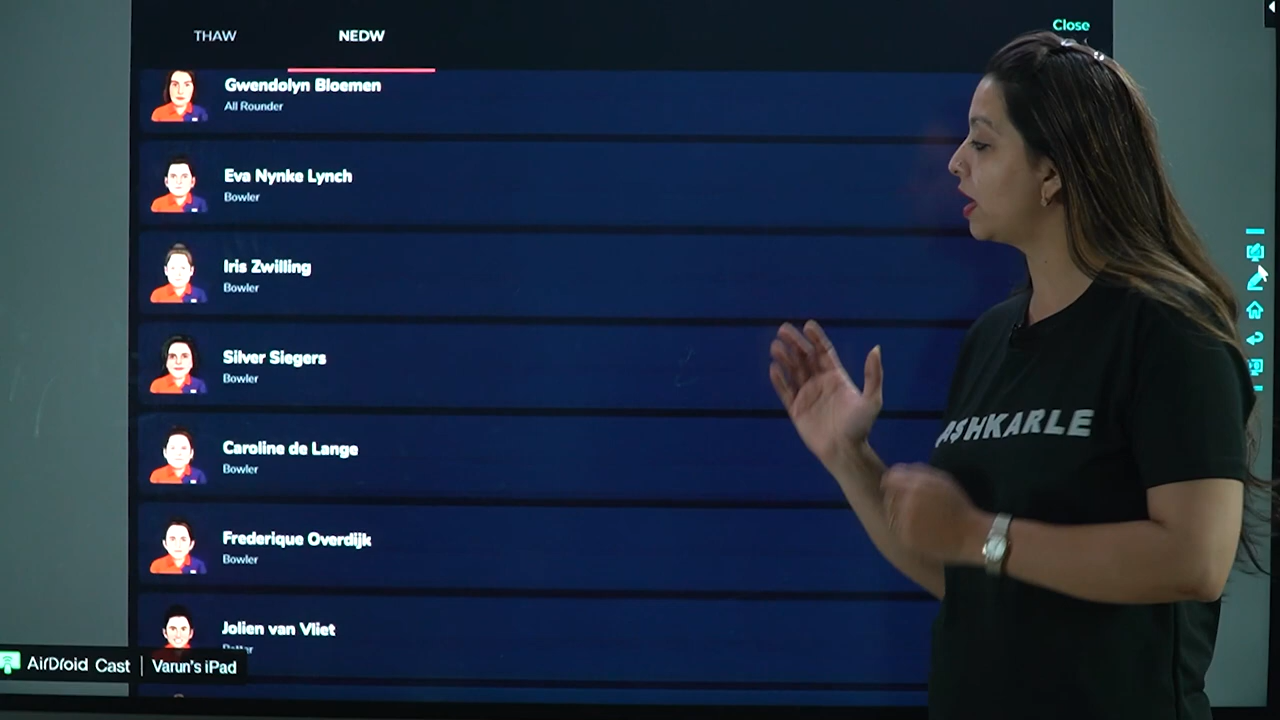 THAW NEDW Close
Gwendolyn Bloemen
All Rounder
Eva Nynke Lynch
Bowler
Iris Zwilling
Bowler
Silver Siegers
Bowler
Caroline de Lange
Bowler
Frederique Overdijk
Bowler
Jolien van Vliet
ASHKARLE
AirDroid Cast | Varun's iPad